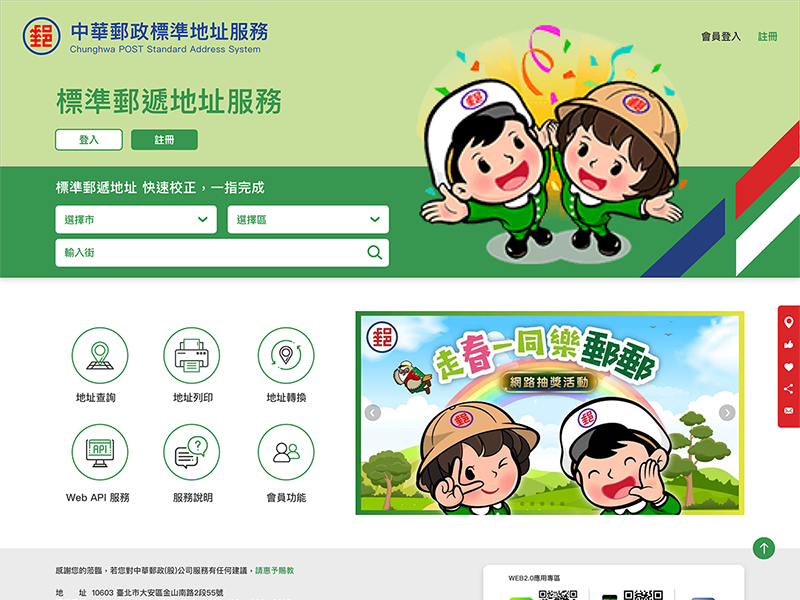 郵
中華郵政標準地址服務
Chunghwa POST Standard Address System
會員登入
註冊
標準郵遞地址服務
登入
註冊
郵
郵
標準郵遞地址 快速校正，一指完成
選擇市
選擇區
輸入街
郵
走春一同樂郵郵
網路抽獎活動
郵
郵
地址查詢
地址列印
地址轉換
API
?
Web API 服務
服務說明
會員功能
感謝您的蒞臨，若您對中華郵政(股)公司服務有任何建議，請惠予賜教
地 址 10603 臺北市大安區金山南路2段55號
WEB2.0應用專區